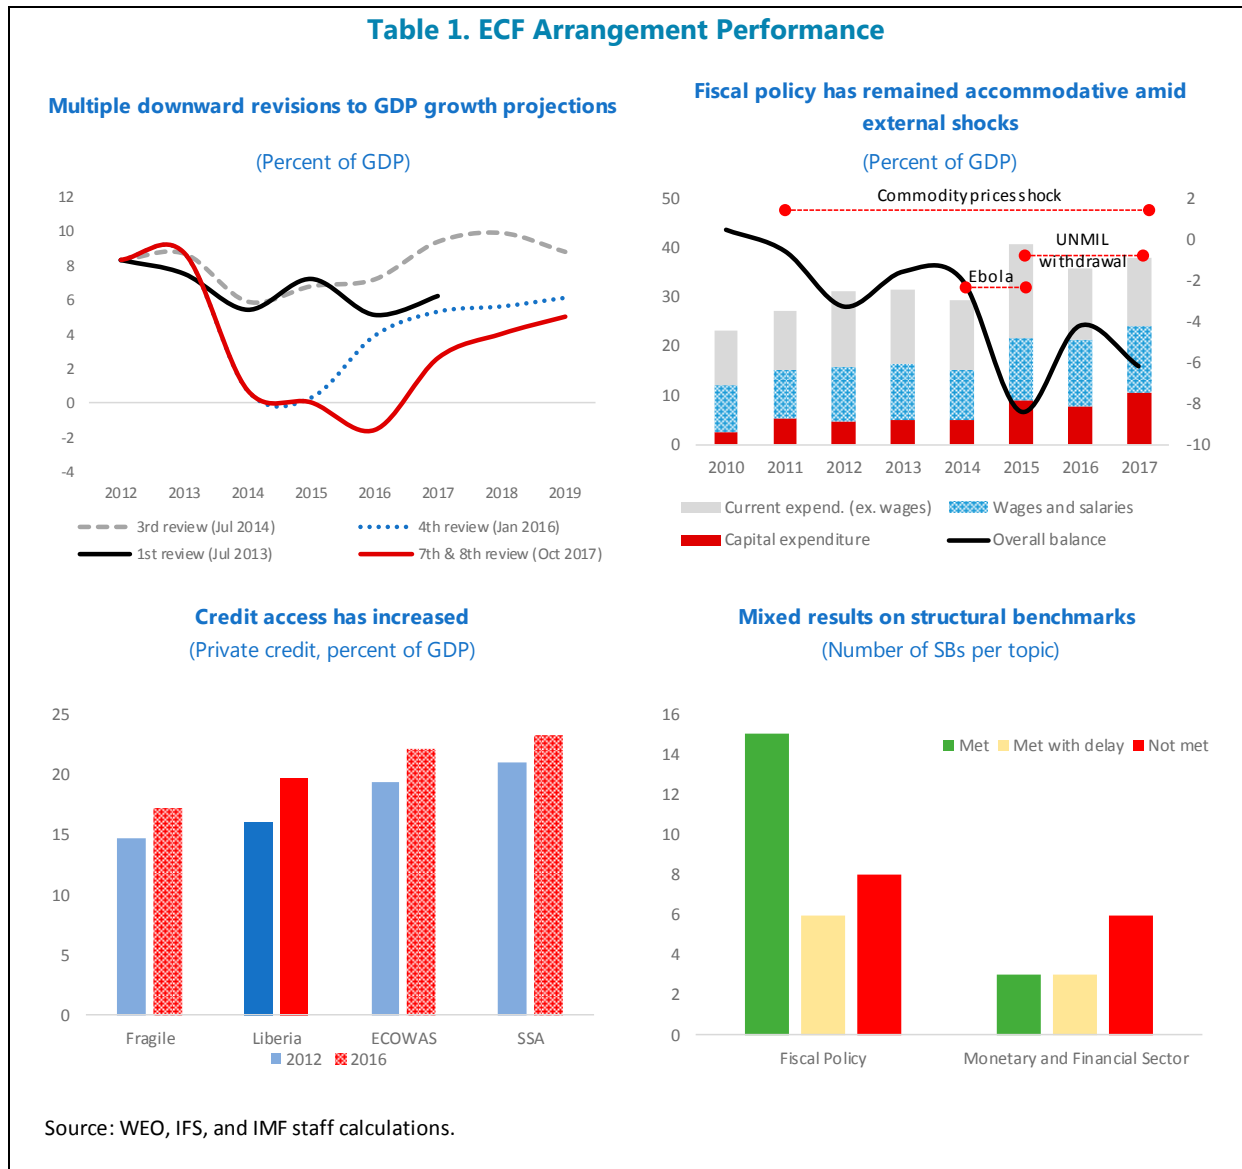 Table 1. ECF Arrangement Performance
Multiple downward revisions to GDP growth projections
(Percent of GDP)
12
10
8
6
4
2
0
-2
-4
2012 2013 2014 2015 2016 2017 2018 2019
3rd review (Jul 2014) 4th review (Jan 2016)
1st review (Jul 2013) 7th & 8th review (Oct 2017)
Fiscal policy has remained accommodative amid
external shocks
(Percent of GDP)
Commodity prices shock
UNMIL
withdrawal
Ebola
50
40
30
20
10
0
2
0
-2
-4
-6
-8
-10
2010 2011 2012 2013 2014 2015 2016 2017
Current expend. (ex. wages) Wages and salaries
Capital expenditure Overall balance
Credit access has increased
(Private credit, percent of GDP)
25
20
15
10
5
0
Fragile Liberia ECOWAS SSA
2012 2016
Mixed results on structural benchmarks
(Number of SBs per topic)
16
14
12
10
8
6
4
2
0
Met Met with delay Not met
Fiscal Policy Monetary and Financial Sector
Source: WEO, IFS, and IMF staff calculations.